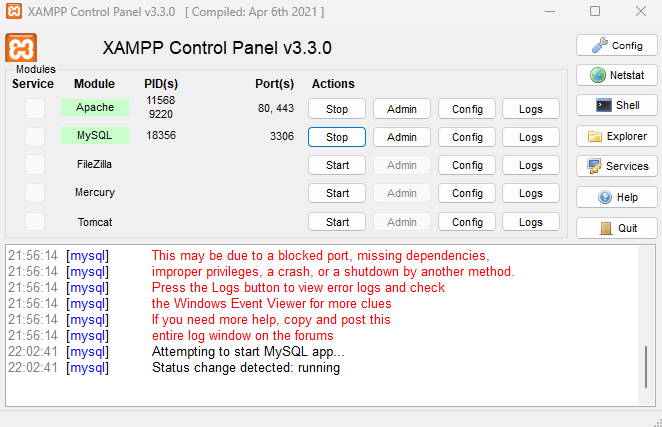 XAMPP Control Panel v3.3.0 [ Compiled: Apr 6th 2021 ]
XAMPP Control Panel v3.3.0
Modules
Service Module PID(s) Port(s) Actions
Apache 11568 9220 80, 443 Stop Admin Config Logs
MySQL 18356 3306 Stop Admin Config Logs
FileZilla Start Admin Config Logs
Mercury Start Admin Config Logs
Tomcat Start Admin Config Logs
Config
Netstat
Shell
Explorer
Services
Help
Quit
21:56:14 [mysql] This may be due to a blocked port, missing dependencies,
21:56:14 [mysql] improper privileges, a crash, or a shutdown by another method.
21:56:14 [mysql] Press the Logs button to view error logs and check
21:56:14 [mysql] the Windows Event Viewer for more clues
21:56:14 [mysql] If you need more help, copy and post this
21:56:14 [mysql] entire log window on the forums
22:02:41 [mysql] Attempting to start MySQL app...
22:02:41 [mysql] Status change detected: running